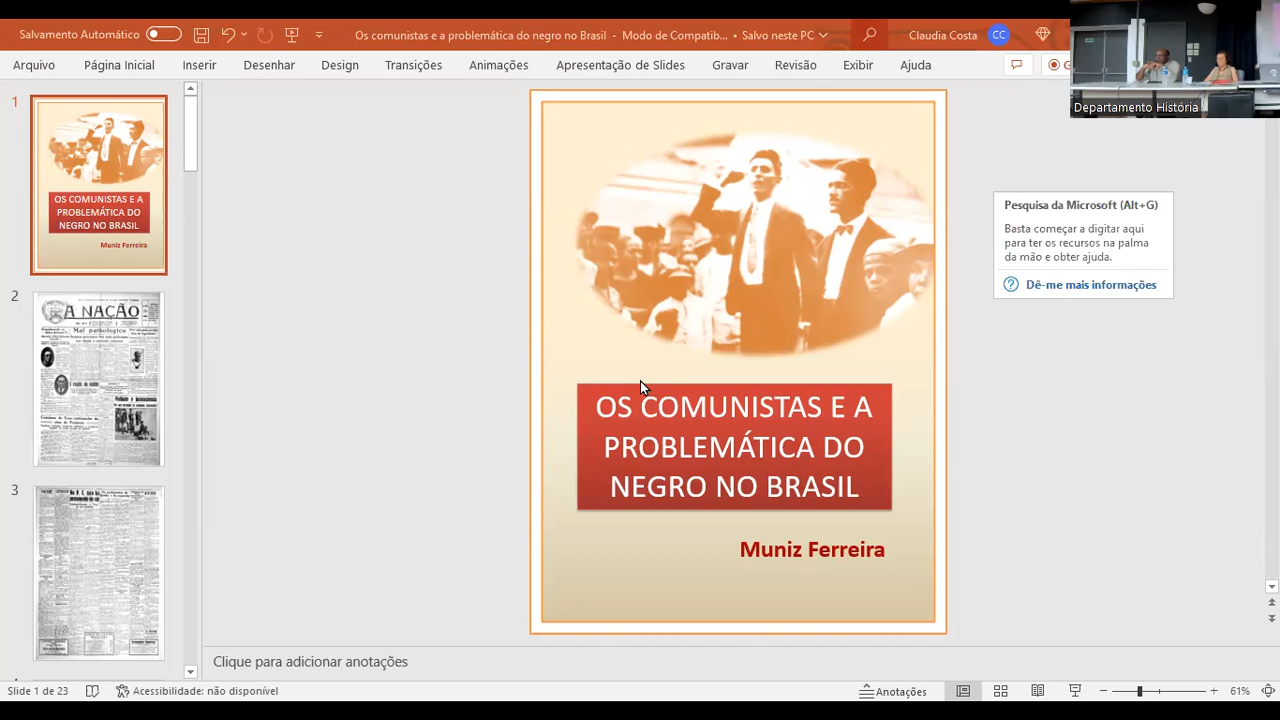 Salvamento Automático
Os comunistas e a problemática do negro no Brasil - Modo de Compatib... • Salvo neste PC
Claudia Costa
CC
Arquivo
Página Inicial
Inserir
Desenhar
Design
Transições
Animações
Apresentação de Slides
Gravar
Revisão
Exibir
Ajuda
G
Departamento História
1
OS COMUNISTAS E A
PROBLEMÁTICA DO
NEGRO NO BRASIL
Muniz Ferreira
2
A NAÇÃO
Mal pathologico
3
OS COMUNISTAS E A
PROBLEMÁTICA DO
NEGRO NO BRASIL
Muniz Ferreira
Pesquisa da Microsoft (Alt+G)
Basta começar a digitar aqui
para ter os recursos na palma
da mão e obter ajuda.
Dê-me mais informações
Clique para adicionar anotações
Slide 1 de 23
Acessibilidade: não disponível
Anotações
61%